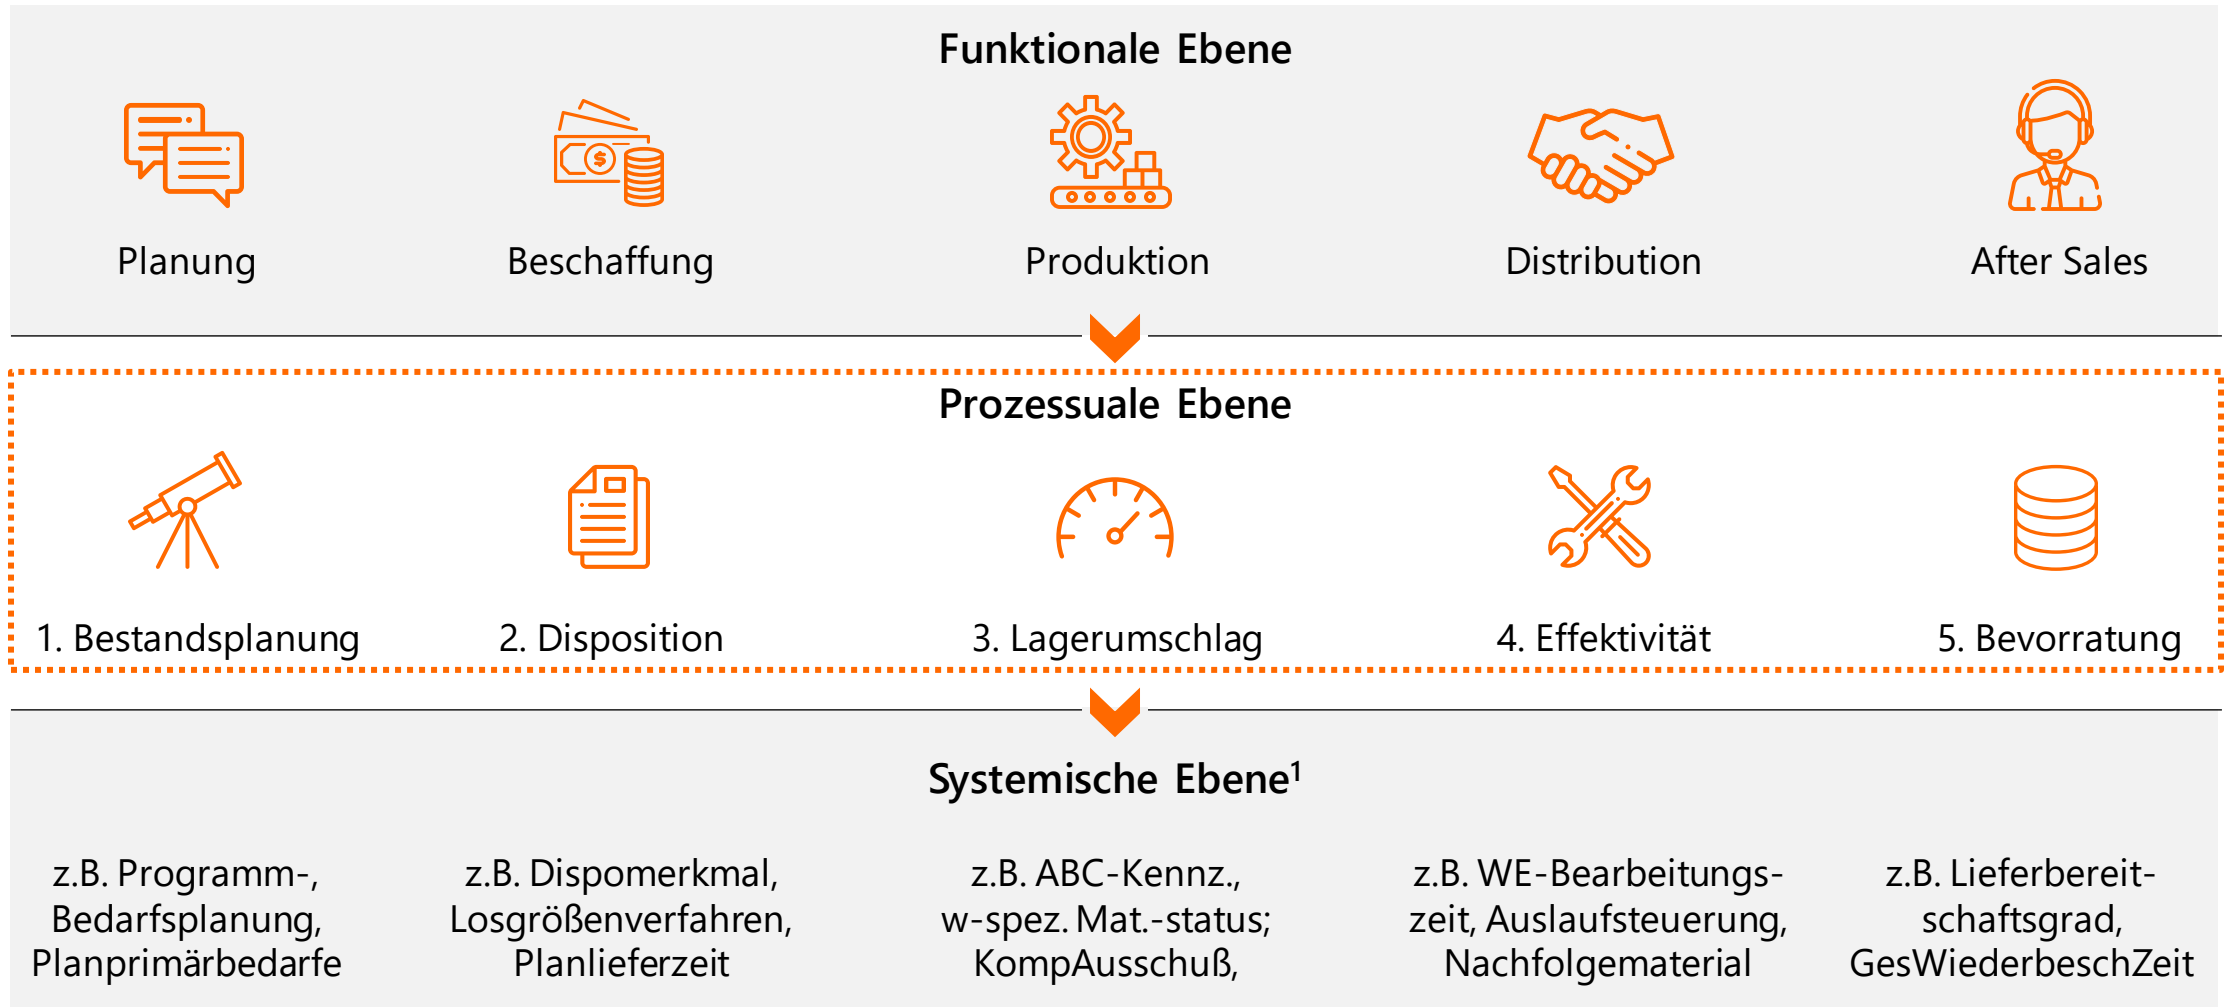 Funktionale Ebene
Planung
Beschaffung
Produktion
Distribution
After Sales
Prozessuale Ebene
1. Bestandsplanung
2. Disposition
3. Lagerumschlag
4. Effektivität
5. Bevorratung
Systemische Ebene¹
z.B. Programm-,
Bedarfsplanung,
Planprimärbedarfe
z.B. Dispomerkmal,
Losgrößenverfahren,
Planlieferzeit
z.B. ABC-Kennz.,
w-spez. Mat.-status;
KompAusschuß,
z.B. WE-Bearbeitungs-
zeit, Auslaufsteuerung,
Nachfolgematerial
z.B. Lieferbereit-
schaftsgrad,
GesWiederbeschZeit